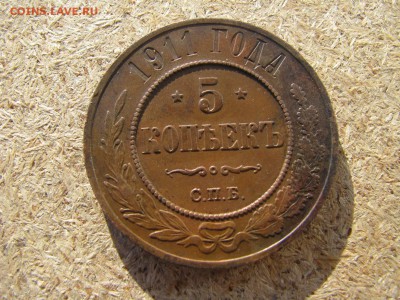 COINS.LAVE.RU
1911 ГОДА
* 5 *
КОПѢЕКЪ
С.П.Б.